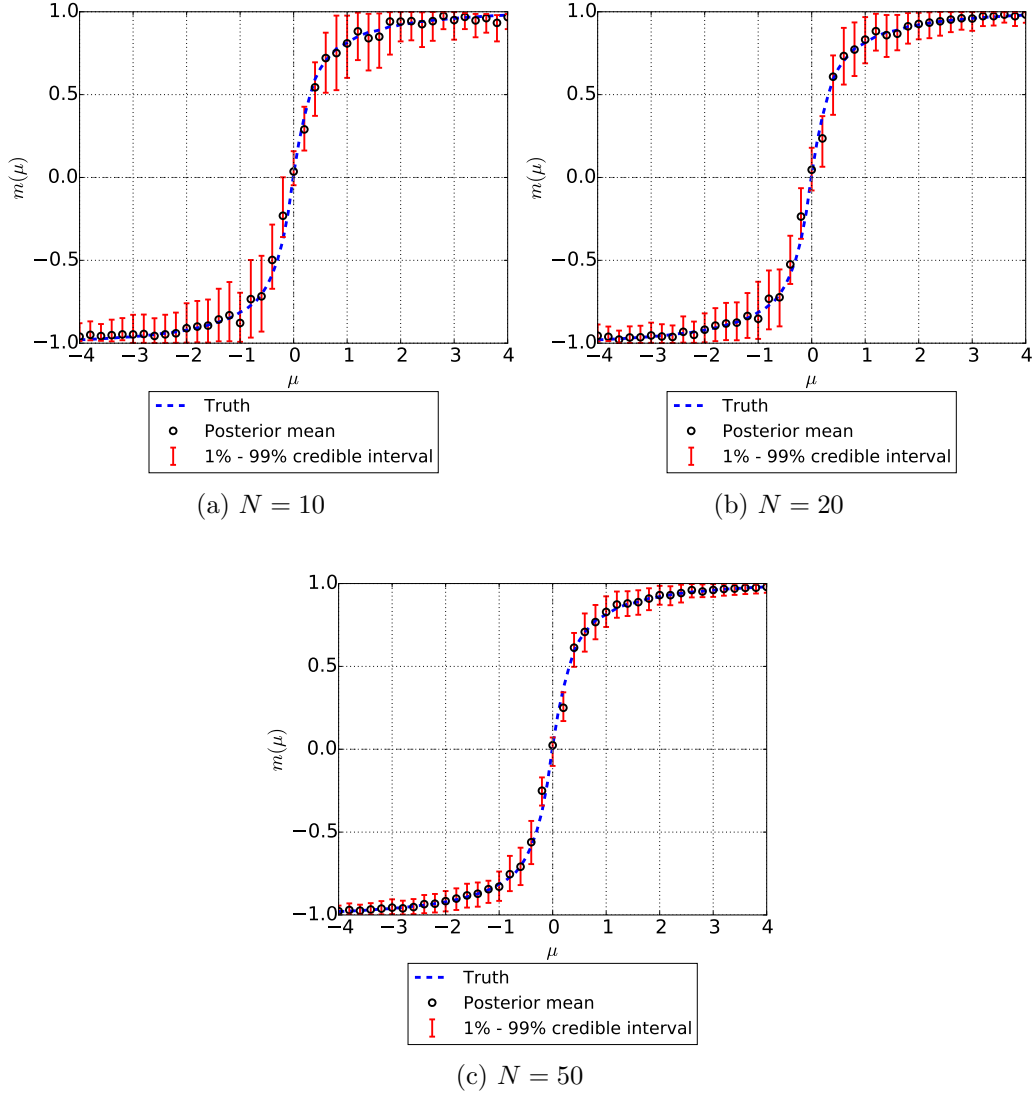 1.0
0.5
0.0
−0.5
−1.0
m(μ)
−4 −3 −2 −1 0 1 2 3 4
μ
Truth
Posterior mean
1% - 99% credible interval
(a) N = 10
1.0
0.5
0.0
−0.5
−1.0
m(μ)
−4 −3 −2 −1 0 1 2 3 4
μ
Truth
Posterior mean
1% - 99% credible interval
(b) N = 20
1.0
0.5
0.0
−0.5
−1.0
m(μ)
−4 −3 −2 −1 0 1 2 3 4
μ
Truth
Posterior mean
1% - 99% credible interval
(c) N = 50